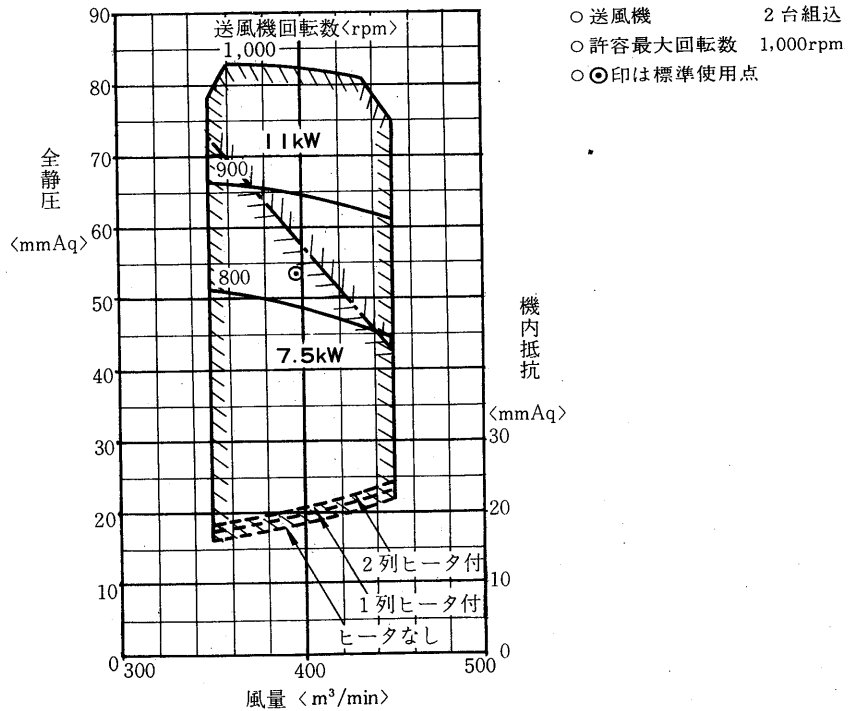 送風機回転数<rpm>
1,000
○ 送風機 2台組込
○ 許容最大回転数 1,000rpm
○ ◉印は標準使用点
90
80
70
60
50
40
30
20
10
0
全静圧
<mmAq>
11kW
900
800
7.5kW
機内抵抗
<mmAq>
30
20
10
0
2列ヒータ付
1列ヒータ付
ヒータなし
300 400 500
風量<m³/min>